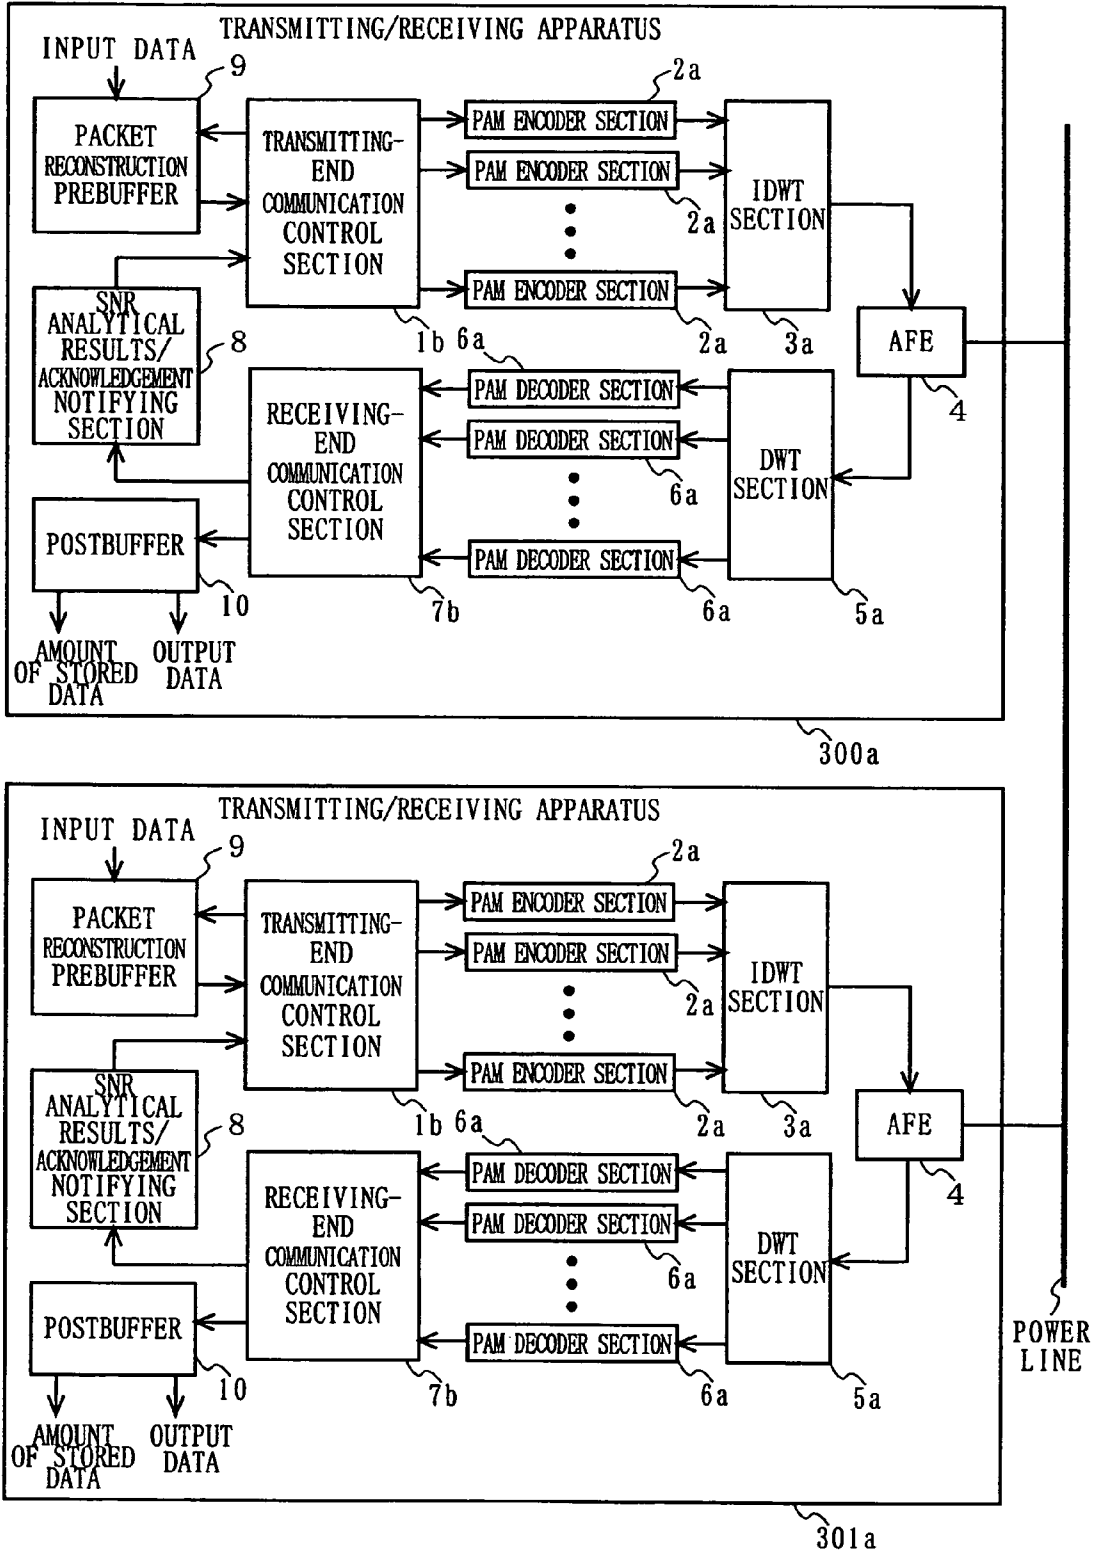 TRANSMITTING/RECEIVING APPARATUS
INPUT DATA
9
2a
PACKET
RECONSTRUCTION
PREBUFFER
TRANSMITTING-
END
COMMUNICATION
CONTROL
SECTION
PAM ENCODER SECTION
PAM ENCODER SECTION
2a
PAM ENCODER SECTION
IDWT
SECTION
SNR
ANALYTICAL
RESULTS/
ACKNOWLEDGEMENT
NOTIFYING
SECTION
8
1b
6a
2a
3a
AFE
4
RECEIVING-
END
COMMUNICATION
CONTROL
SECTION
PAM DECODER SECTION
PAM DECODER SECTION
6a
PAM DECODER SECTION
DWT
SECTION
POSTBUFFER
10
7b
6a
5a
AMOUNT
OF STORED
DATA
OUTPUT
DATA
300a
TRANSMITTING/RECEIVING APPARATUS
INPUT DATA
9
2a
PACKET
RECONSTRUCTION
PREBUFFER
TRANSMITTING-
END
COMMUNICATION
CONTROL
SECTION
PAM ENCODER SECTION
PAM ENCODER SECTION
2a
PAM ENCODER SECTION
IDWT
SECTION
SNR
ANALYTICAL
RESULTS/
ACKNOWLEDGEMENT
NOTIFYING
SECTION
8
1b
6a
2a
3a
AFE
4
RECEIVING-
END
COMMUNICATION
CONTROL
SECTION
PAM DECODER SECTION
PAM DECODER SECTION
6a
PAM DECODER SECTION
DWT
SECTION
POSTBUFFER
10
7b
6a
5a
POWER
LINE
AMOUNT
OF STORED
DATA
OUTPUT
DATA
301a